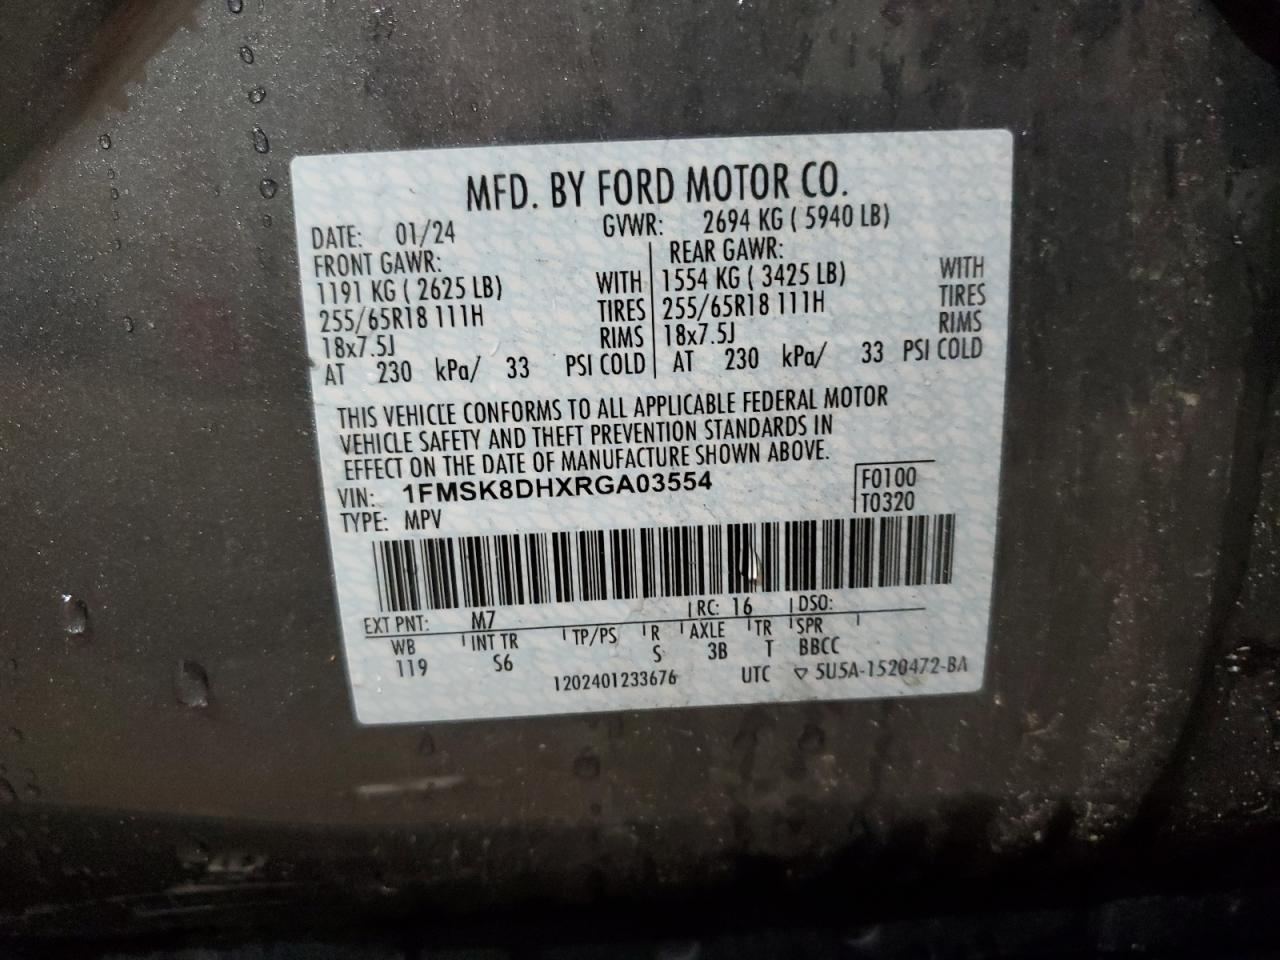 MFD. BY FORD MOTOR CO.
DATE: 01/24 GVWR: 2694 KG ( 5940 LB)
FRONT GAWR: REAR GAWR:
1191 KG ( 2625 LB) WITH 1554 KG ( 3425 LB) WITH
255/65R18 111H TIRES 255/65R18 111H TIRES
18x7.5J RIMS 18x7.5J RIMS
AT 230 kPa/ 33 PSI COLD AT 230 kPa/ 33 PSI COLD
THIS VEHICLE CONFORMS TO ALL APPLICABLE FEDERAL MOTOR
VEHICLE SAFETY AND THEFT PREVENTION STANDARDS IN
EFFECT ON THE DATE OF MANUFACTURE SHOWN ABOVE.
VIN: 1FMSK8DHXRGA03554 F0100
TYPE: MPV T0320
EXT PNT: M7 RC: 16 DSO:
WB INT TR TP/PS R AXLE TR SPR
119 S6 S 3B T BBCC
1202401233676 UTC ▽ 5U5A-1520472-BA